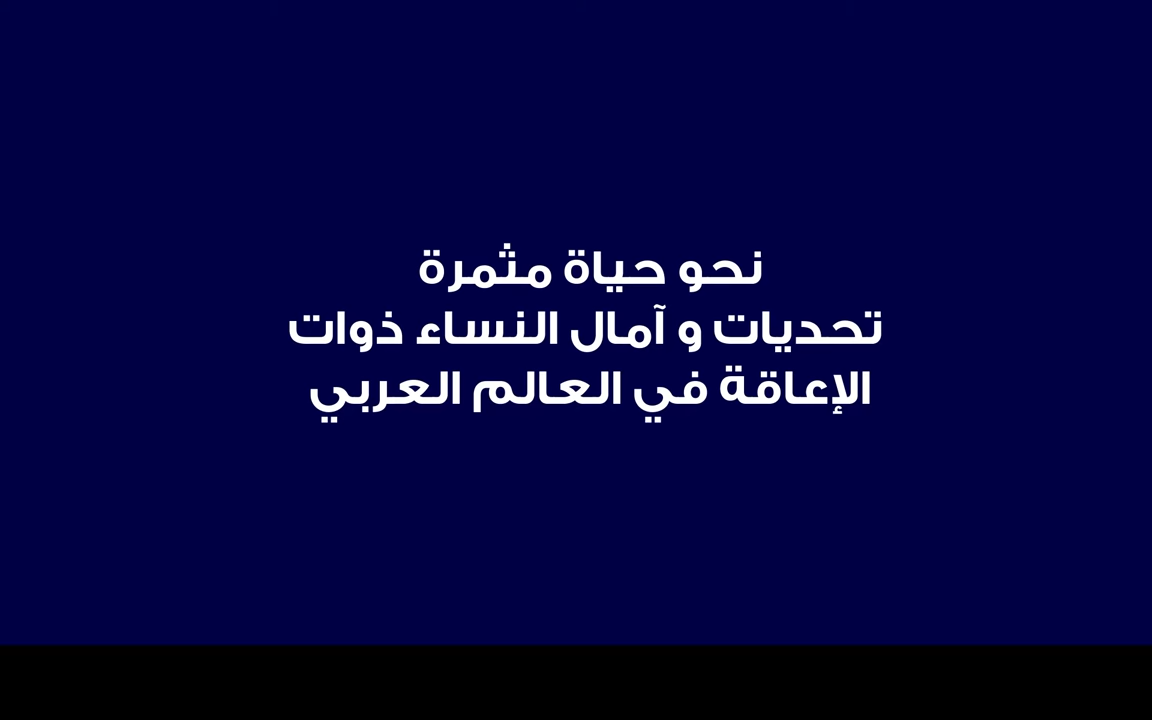 نحو حياة مثمرة
تحديات و آمال النساء ذوات
الإعاقة في العالم العربي